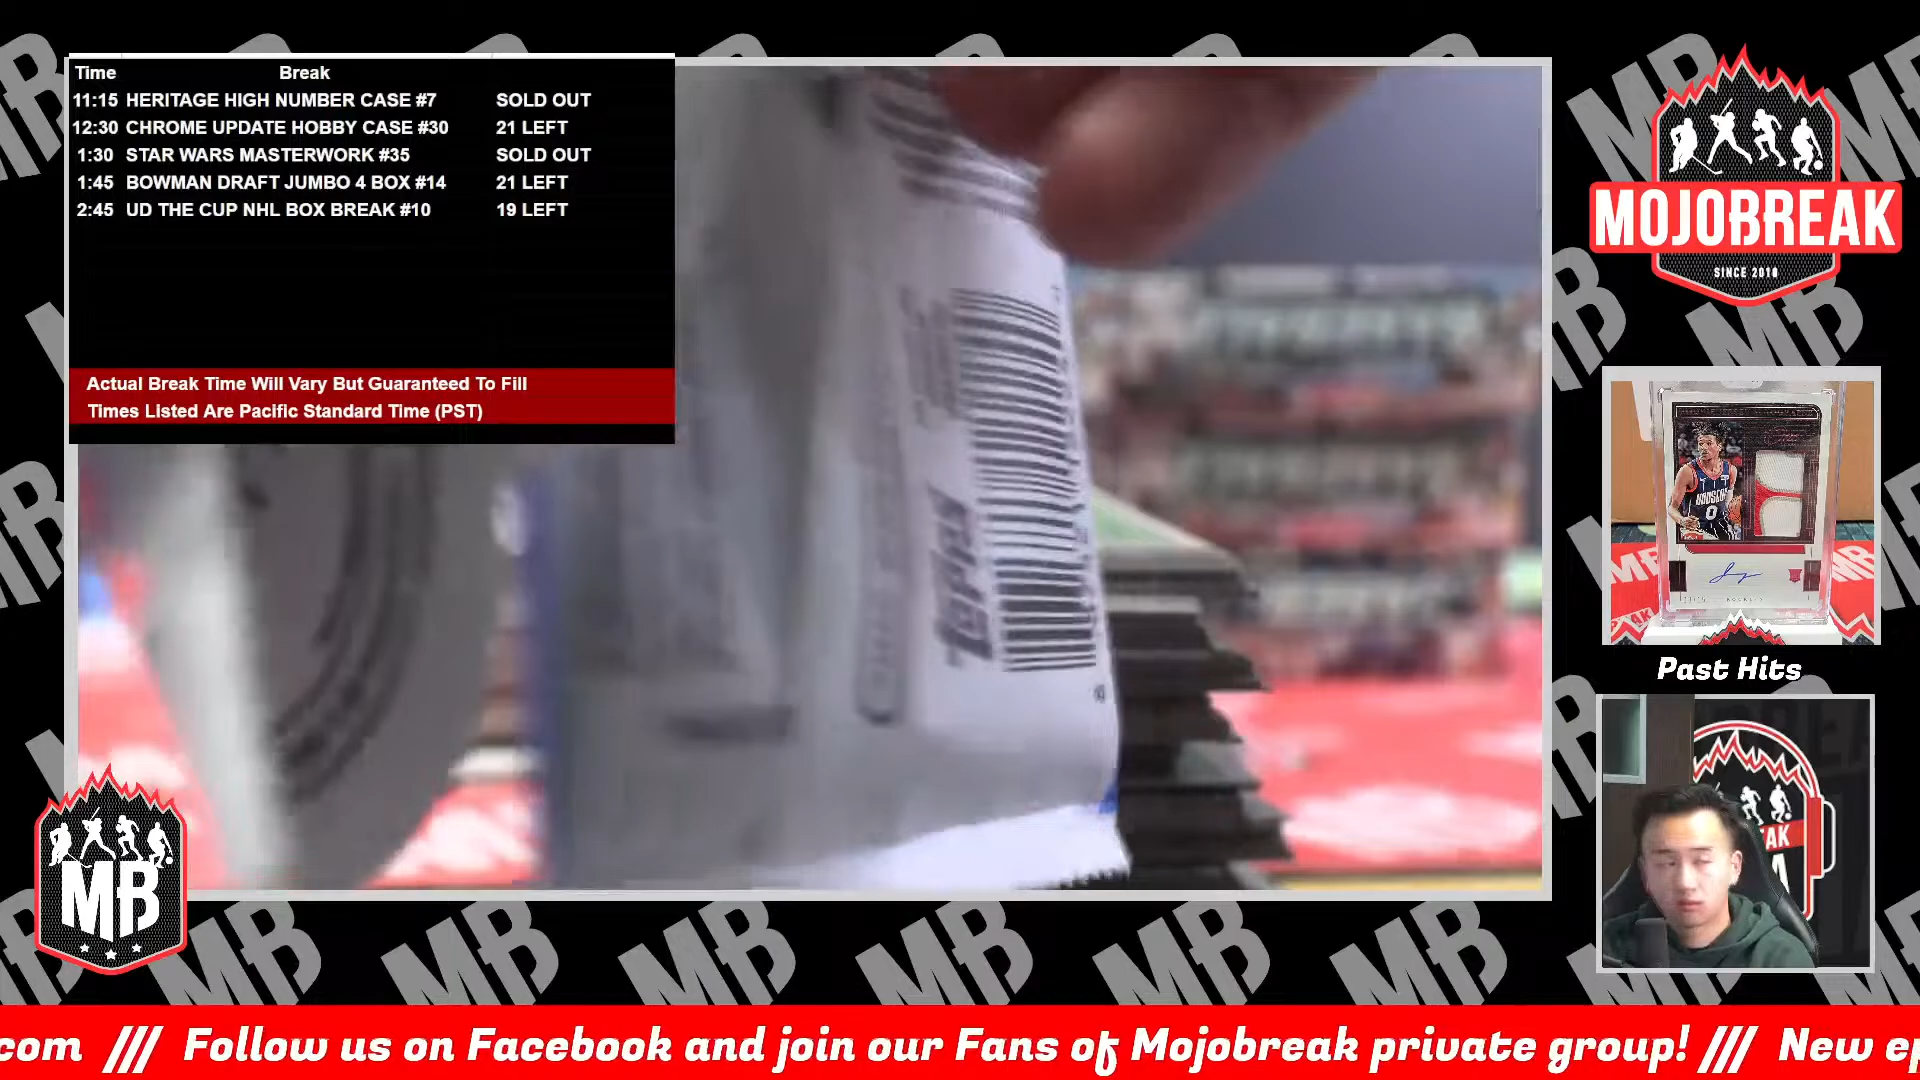 Time Break
11:15 HERITAGE HIGH NUMBER CASE #7 SOLD OUT
12:30 CHROME UPDATE HOBBY CASE #30 21 LEFT
1:30 STAR WARS MASTERWORK #35 SOLD OUT
1:45 BOWMAN DRAFT JUMBO 4 BOX #14 21 LEFT
2:45 UD THE CUP NHL BOX BREAK #10 19 LEFT
Actual Break Time Will Vary But Guaranteed To Fill
Times Listed Are Pacific Standard Time (PST)
MOJOBREAK
SINCE 2010
Topps
0
Past Hits
MB
com /// Follow us on Facebook and join our Fans of Mojobreak private group! /// New ep